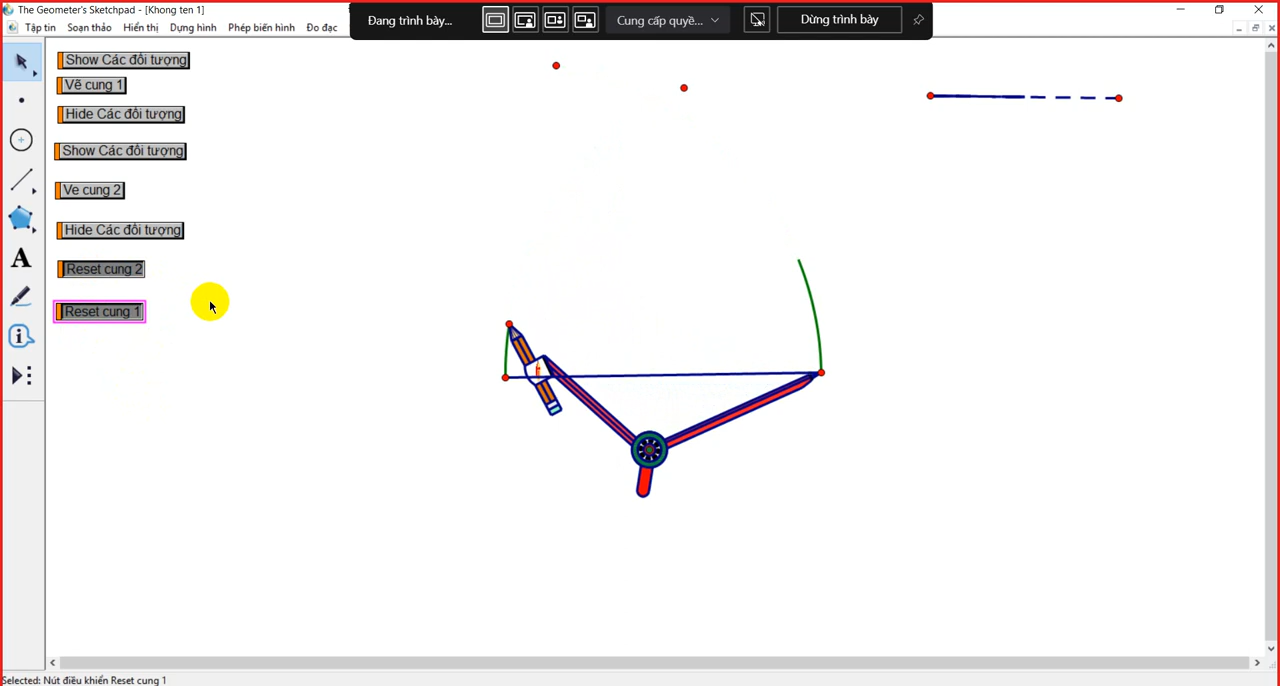 The Geometer's Sketchpad - [Khong ten 1]
Đang trình bày...
Cung cấp quyề...
Dừng trình bày
Tập tin Soạn thảo Hiển thị Dựng hình Phép biến hình Đo đạc
Show Các đối tượng
Vẽ cung 1
Hide Các đối tượng
Show Các đối tượng
Ve cung 2
Hide Các đối tượng
Reset cung 2
Reset cung 1
A
Selected: Nút điều khiển Reset cung 1